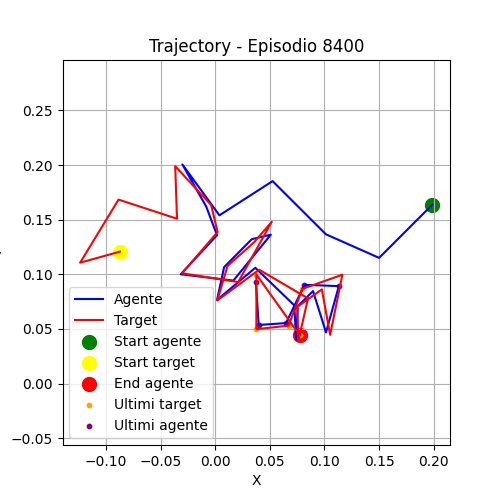 Trajectory - Episodio 8400
0.25
0.20
0.15
0.10
0.05
0.00
−0.05
−0.10
−0.05
0.00
0.05
0.10
0.15
0.20
X
Agente
Target
Start agente
Start target
End agente
Ultimi target
Ultimi agente